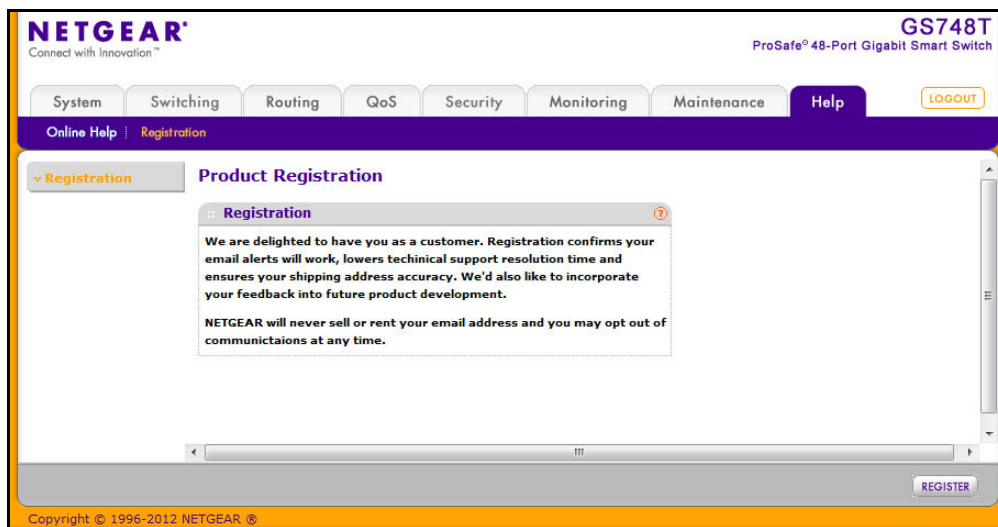 NETGEAR®
Connect with Innovation™
GS748T
ProSafe® 48-Port Gigabit Smart Switch
System
Switching
Routing
QoS
Security
Monitoring
Maintenance
Help
LOGOUT
Online Help
Registration
Registration
Product Registration
Registration
?
We are delighted to have you as a customer. Registration confirms your
email alerts will work, lowers techinical support resolution time and
ensures your shipping address accuracy. We'd also like to incorporate
your feedback into future product development.
NETGEAR will never sell or rent your email address and you may opt out of
communictaions at any time.
REGISTER
Copyright © 1996-2012 NETGEAR ®